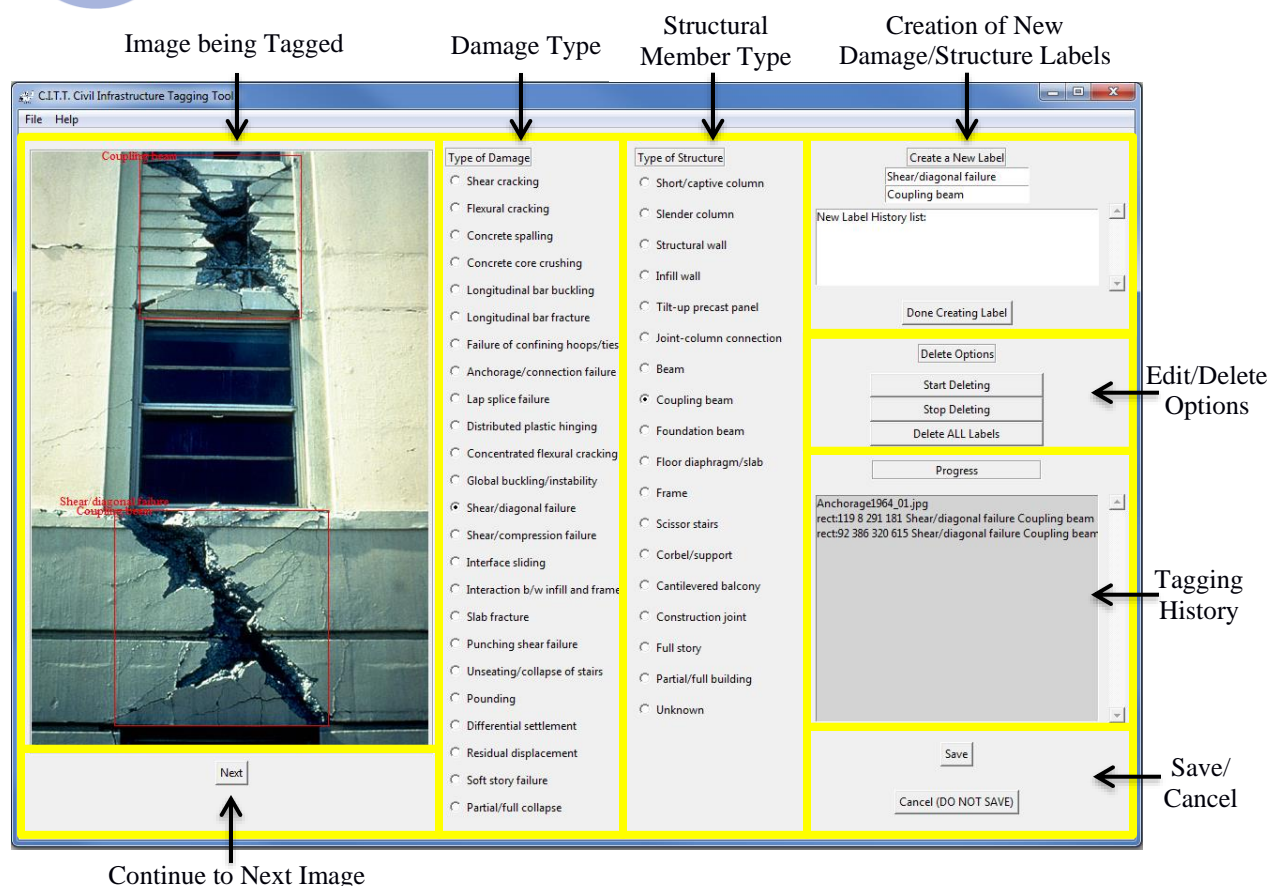 Image being Tagged
Damage Type
Structural
Member Type
Creation of New
Damage/Structure Labels
C.I.T.T. Civil Infrastructure Tagging Tool
File Help
Coupling beam
Shear/diagonal failure
Coupling beam
Next
Type of Damage
Shear cracking
Flexural cracking
Concrete spalling
Concrete core crushing
Longitudinal bar buckling
Longitudinal bar fracture
Failure of confining hoops/ties
Anchorage/connection failure
Lap splice failure
Distributed plastic hinging
Concentrated flexural cracking
Global buckling/instability
Shear/diagonal failure
Shear/compression failure
Interface sliding
Interaction b/w infill and frame
Slab fracture
Punching shear failure
Unseating/collapse of stairs
Pounding
Differential settlement
Residual displacement
Soft story failure
Partial/full collapse
Type of Structure
Short/captive column
Slender column
Structural wall
Infill wall
Tilt-up precast panel
Joint-column connection
Beam
Coupling beam
Foundation beam
Floor diaphragm/slab
Frame
Scissor stairs
Corbel/support
Cantilevered balcony
Construction joint
Full story
Partial/full building
Unknown
Create a New Label
Shear/diagonal failure
Coupling beam
New Label History list:
Done Creating Label
Delete Options
Start Deleting
Stop Deleting
Delete ALL Labels
Progress
Anchorage1964_01.jpg
rect:119 8 291 181 Shear/diagonal failure Coupling beam
rect:92 386 320 615 Shear/diagonal failure Coupling beam
Save
Cancel (DO NOT SAVE)
Edit/Delete
Options
Tagging
History
Save/
Cancel
Continue to Next Image